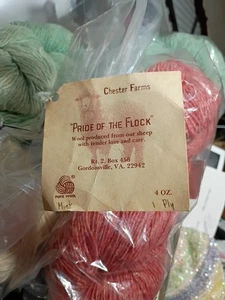 Chester Farms
"PRIDE OF THE FLOCK"
Wool produced from our sheep
with tender love and care.
Rt. 2, Box 458
Gordonsville, VA. 22942
PURE WOOL
4 OZ.
1 Ply